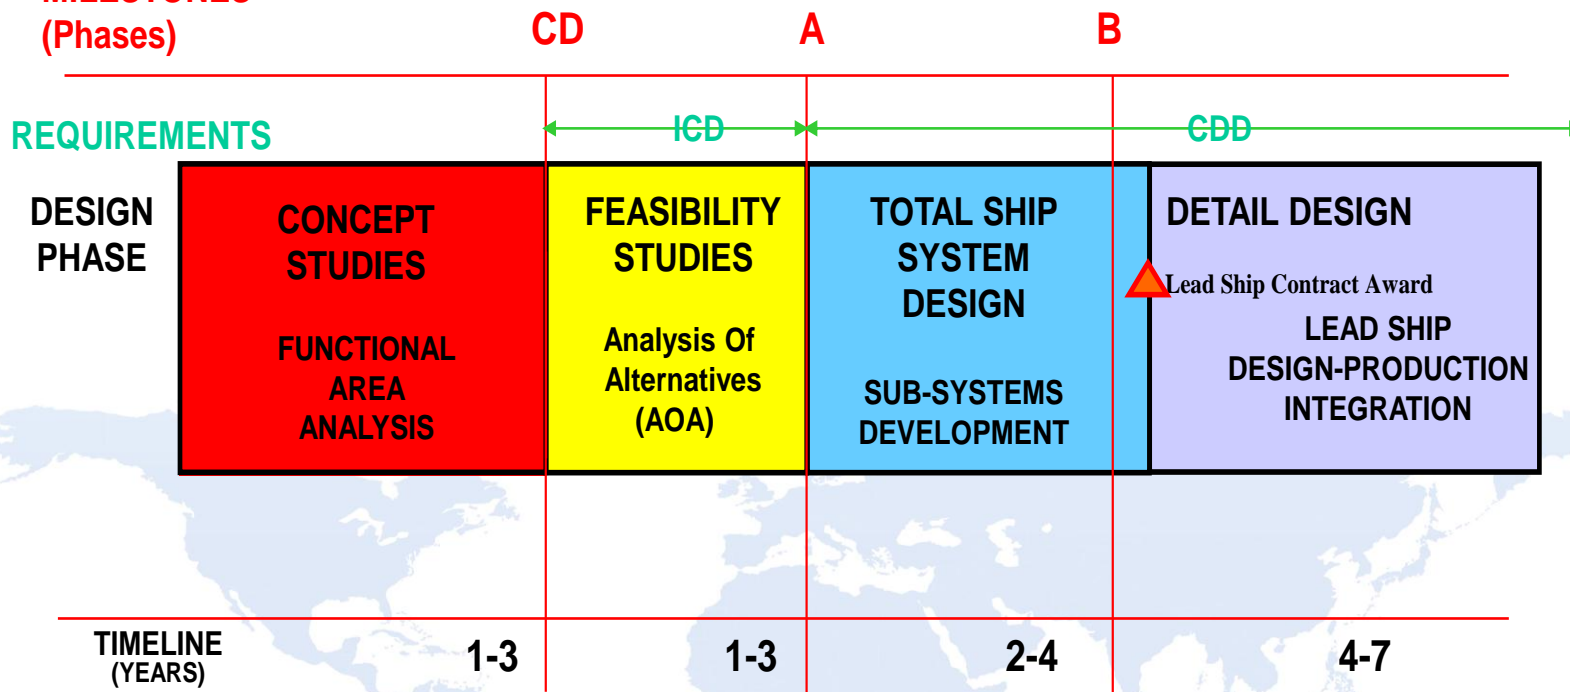 (Phases)
CD
A
B
REQUIREMENTS
ICD
CDD
DESIGN
PHASE
CONCEPT
STUDIES
FUNCTIONAL
AREA
ANALYSIS
FEASIBILITY
STUDIES
Analysis Of
Alternatives
(AOA)
TOTAL SHIP
SYSTEM
DESIGN
SUB-SYSTEMS
DEVELOPMENT
DETAIL DESIGN
Lead Ship Contract Award
LEAD SHIP
DESIGN-PRODUCTION
INTEGRATION
TIMELINE
(YEARS)
1-3
1-3
2-4
4-7